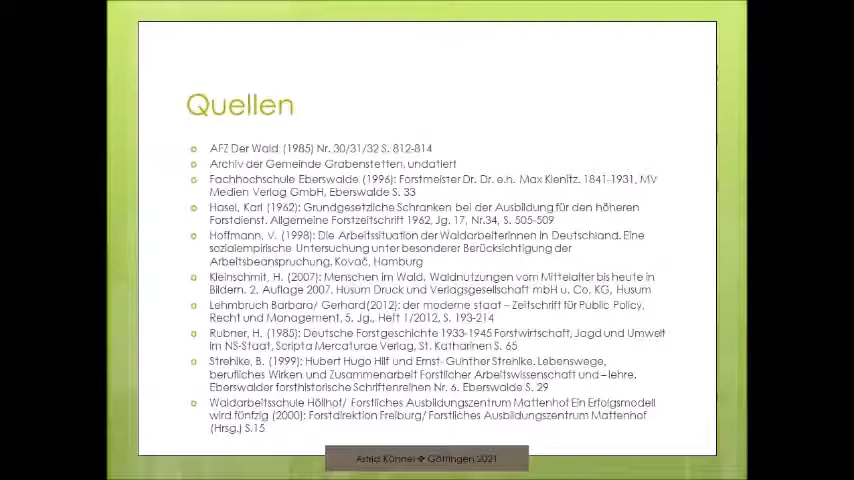 Quellen
AFZ Der Wald (1985) Nr. 30/31/32 S. 812-814
Archiv der Gemeinde Grabenstetten, undatiert
Fachhochschule Eberswalde (1996): Forstmeister Dr. Dr. e.h. Max Kienitz. 1841-1931, MV
Medien Verlag GmbH, Eberswalde S. 33
Hasel, Karl (1962): Grundgesetzliche Schranken bei der Ausbildung für den höheren
Forstdienst. Allgemeine Forstzeitschrift 1962, Jg. 17, Nr.34, S. 505-509
Hoffmann, V. (1998): Die Arbeitssituation der WaldarbeiterInnen in Deutschland. Eine
sozialempirische Untersuchung unter besonderer Berücksichtigung der
Arbeitsbeanspruchung. Kovač, Hamburg
Kleinschmit, H. (2007): Menschen im Wald. Waldnutzungen vom Mittelalter bis heute in
Bildern. 2. Auflage 2007. Husum Druck und Verlagsgesellschaft mbH u. Co. KG, Husum
Lehmbruch Barbara/ Gerhard(2012): der moderne staat – Zeitschrift für Public Policy,
Recht und Management, 5. Jg., Heft 1/2012, S. 193-214
Rubner, H. (1985): Deutsche Forstgeschichte 1933-1945 Forstwirtschaft, Jagd und Umwelt
im NS-Staat, Scripta Mercaturae Verlag, St. Katharinen S. 65
Strehlke, B. (1999): Hubert Hugo Hilf und Ernst- Günther Strehlke. Lebenswege,
berufliches Wirken und Zusammenarbeit Forstlicher Arbeitswissenschaft und – lehre.
Eberswalder forsthistorische Schriftenreihen Nr. 6. Eberswalde S. 29
Waldarbeitsschule Höllhof/ Forstliches Ausbildungszentrum Mattenhof Ein Erfolgsmodell
wird fünfzig (2000): Forstdirektion Freiburg/ Forstliches Ausbildungszentrum Mattenhof
(Hrsg.) S.15
Astrid Künnel ❖ Göttingen 2021